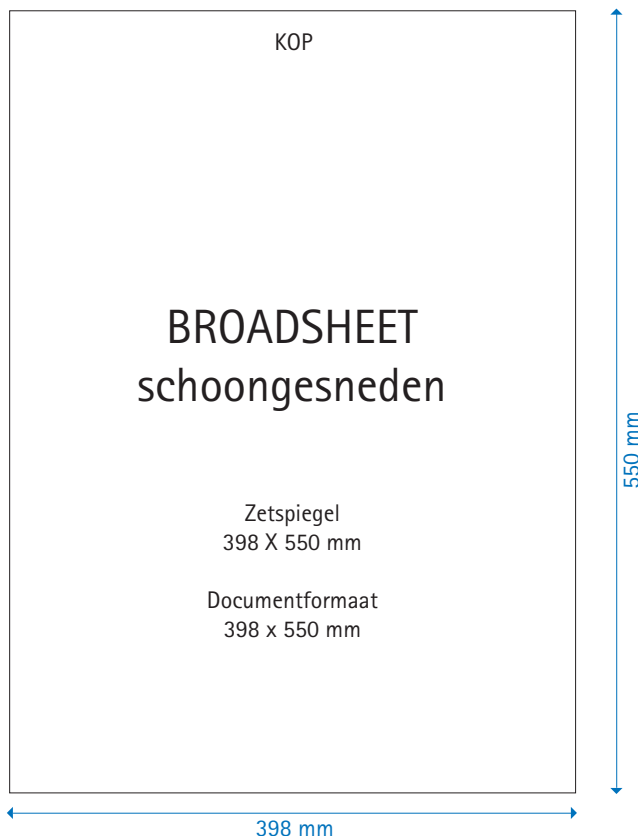 KOP
BROADSHEET
schoongesneden
Zetspiegel
398 X 550 mm
Documentformaat
398 x 550 mm
550 mm
398 mm